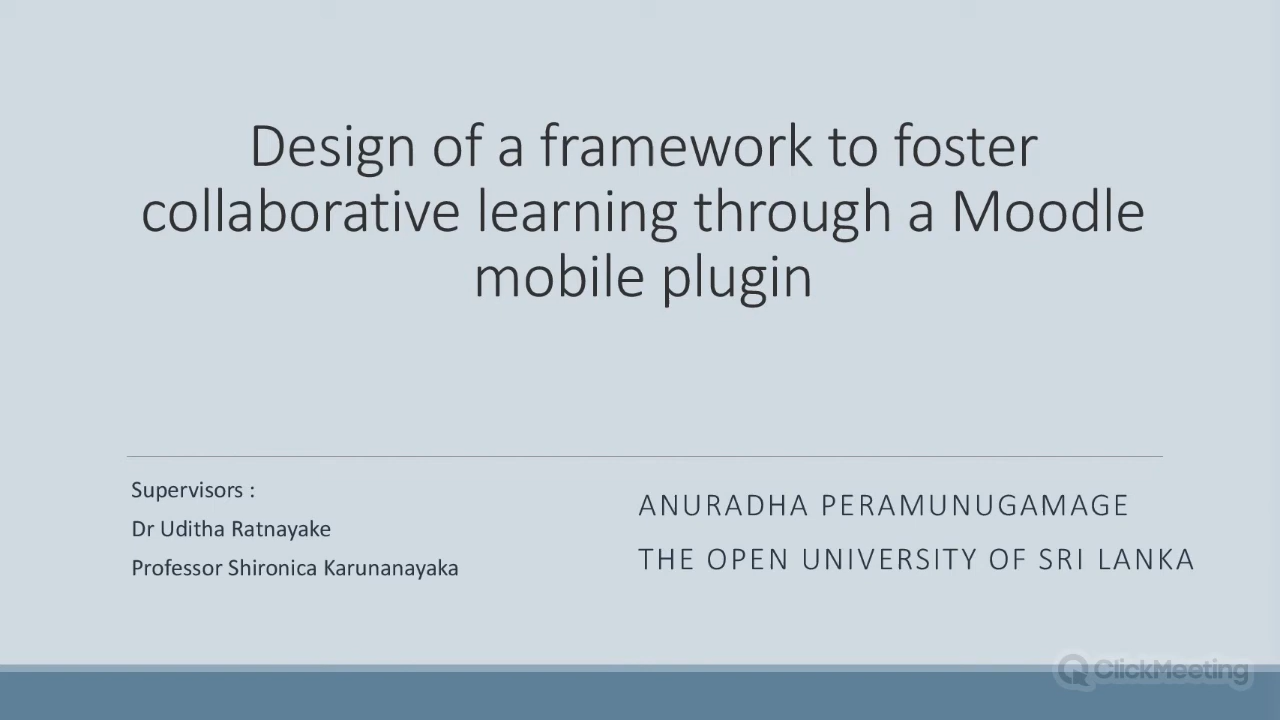 Design of a framework to foster
collaborative learning through a Moodle
mobile plugin
Supervisors :
Dr Uditha Ratnayake
Professor Shironica Karunanayaka
ANURADHA PERAMUNUGAMAGE
THE OPEN UNIVERSITY OF SRI LANKA
ClickMeeting